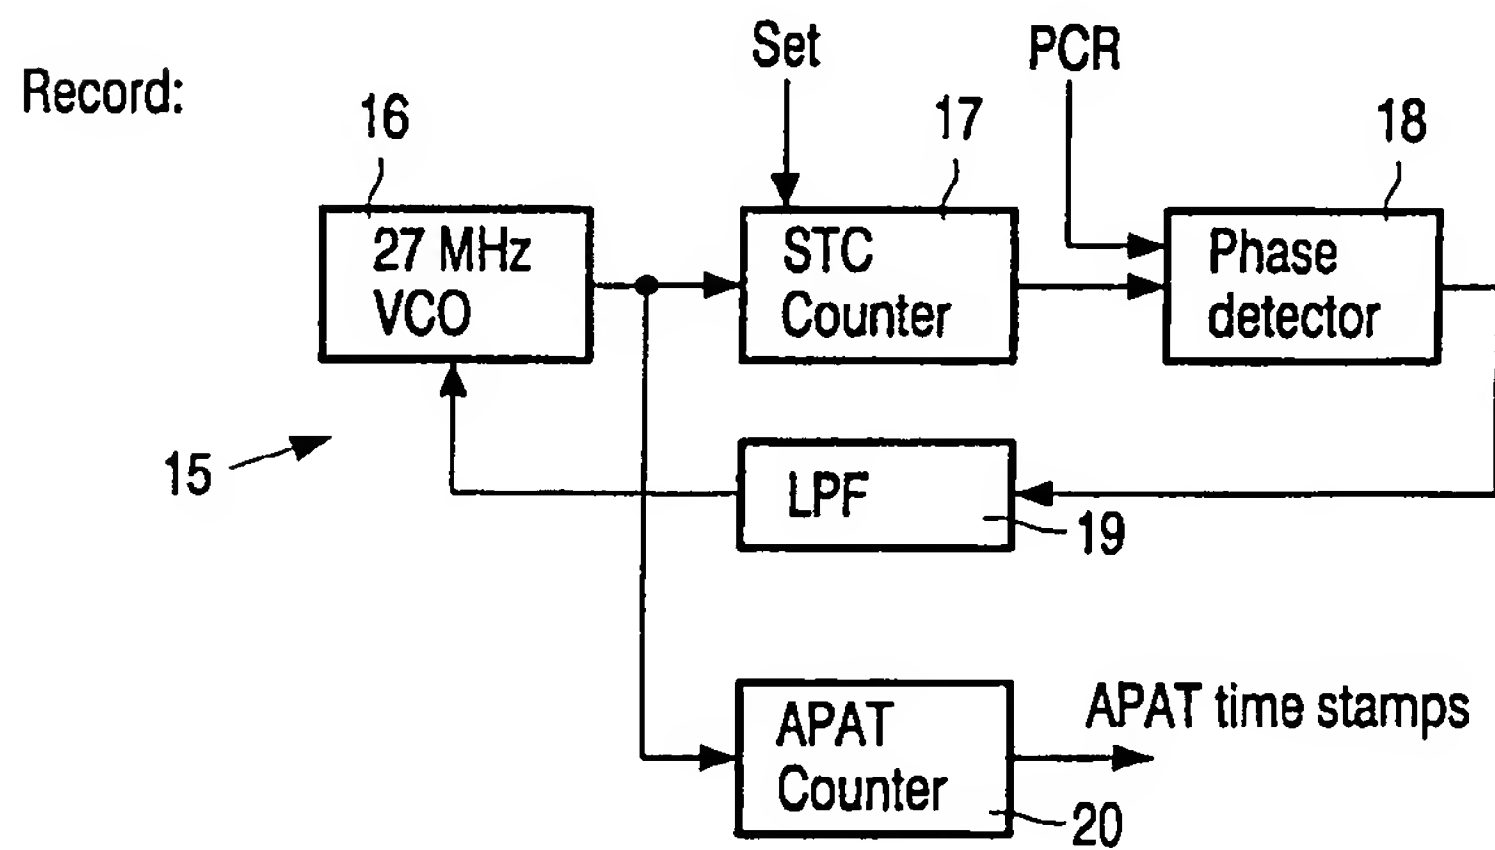 Record:
Set
PCR
16
17
18
27 MHz
VCO
STC
Counter
Phase
detector
15
LPF
19
APAT
Counter
APAT time stamps
20